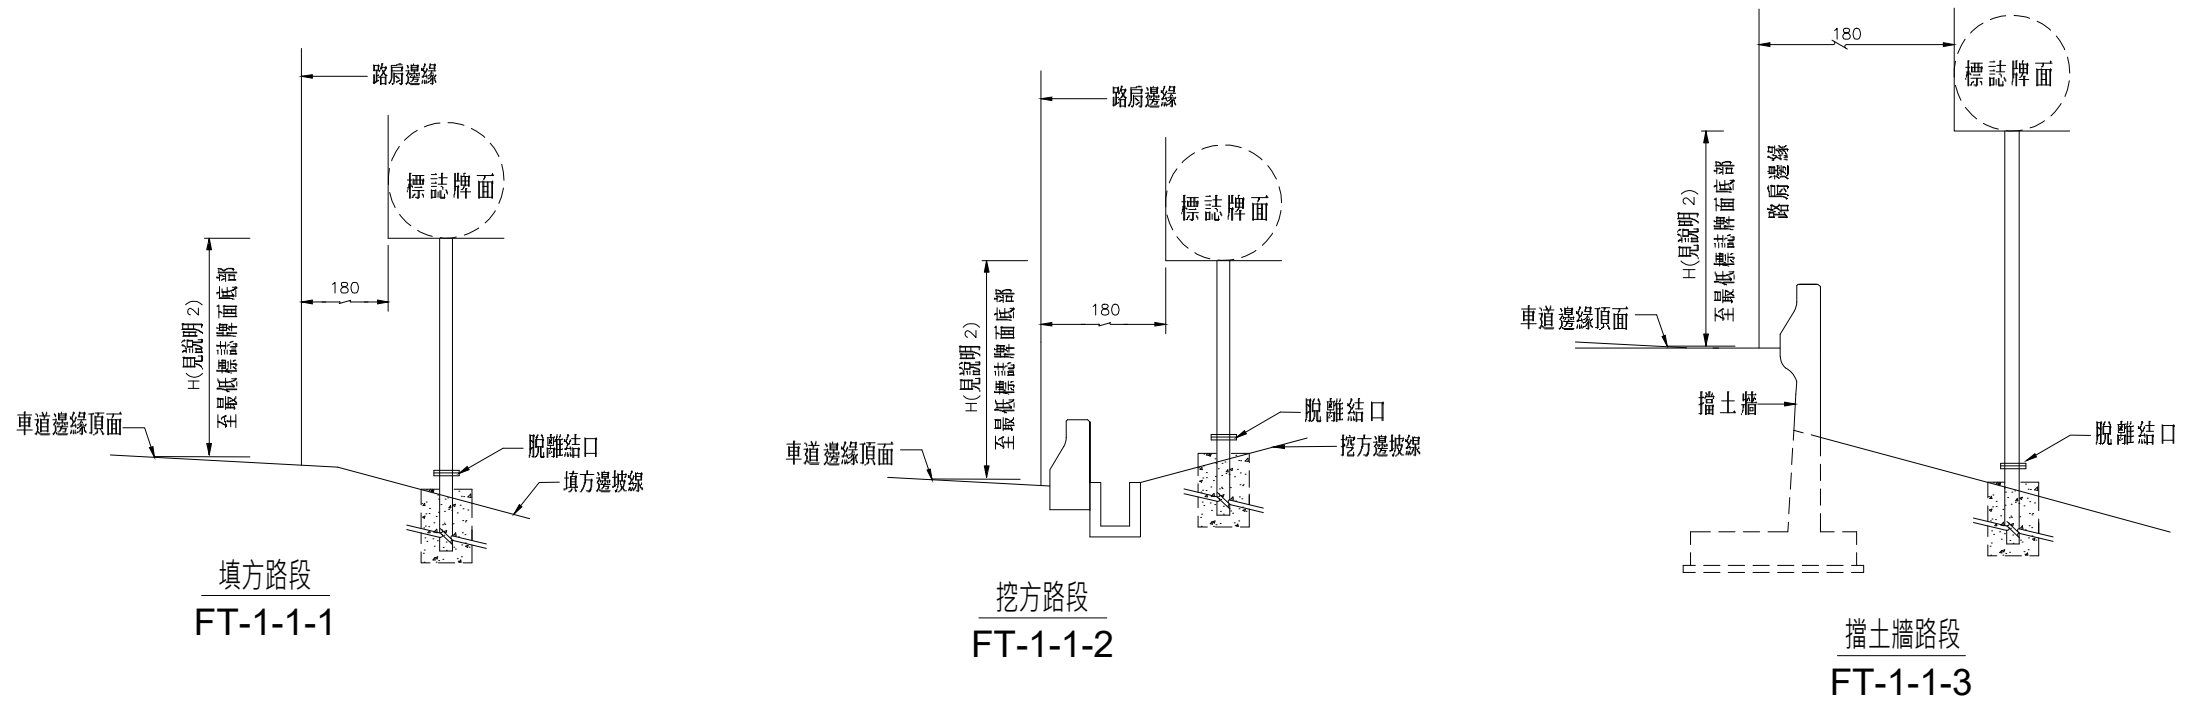 路肩邊緣
標誌牌面
180
H(見說明2)
至最低標誌牌面底部
車道邊緣頂面
脫離結口
填方邊坡線
填方路段
FT-1-1-1
路肩邊緣
標誌牌面
180
H(見說明2)
至最低標誌牌面底部
車道邊緣頂面
脫離結口
挖方邊坡線
挖方路段
FT-1-1-2
180
標誌牌面
路肩邊緣
H(見說明2)
至最低標誌牌面底部
車道邊緣頂面
擋土牆
脫離結口
擋土牆路段
FT-1-1-3